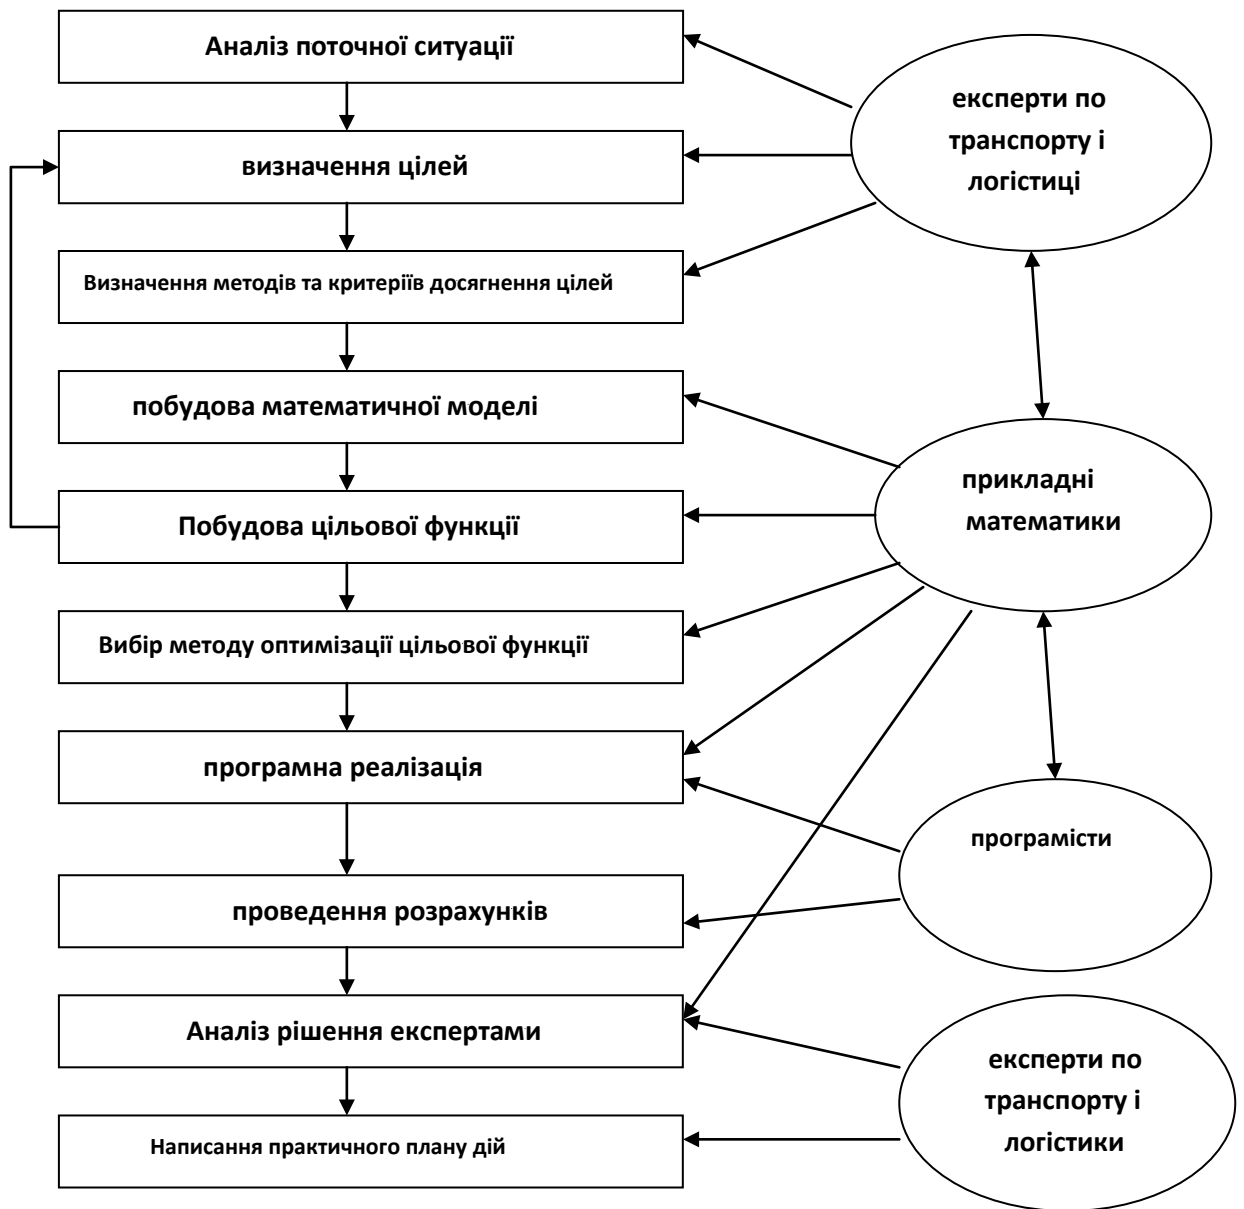 Аналіз поточної ситуації
визначення цілей
Визначення методів та критеріїв досягнення цілей
побудова математичної моделі
Побудова цільової функції
Вибір методу оптимізації цільової функції
програмна реалізація
проведення розрахунків
Аналіз рішення експертами
Написання практичного плану дій
експерти по
транспорту і
логістиці
прикладні
математики
програмісти
експерти по
транспорту і
логістики